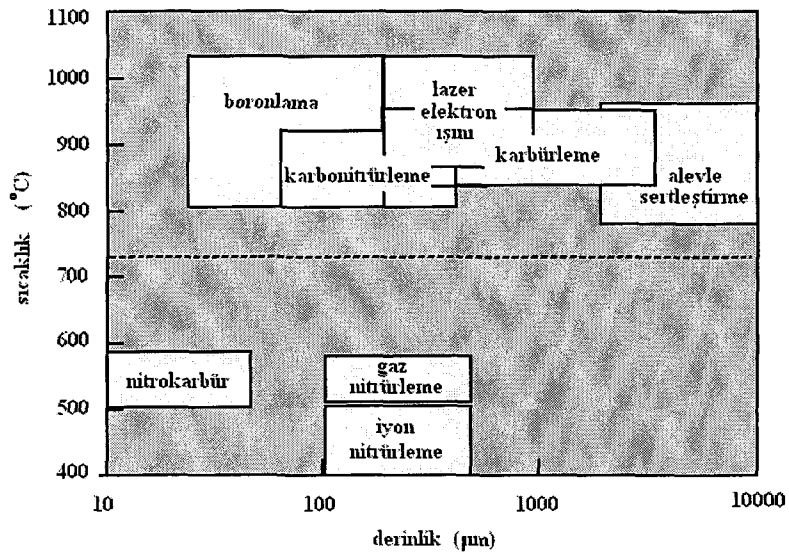 1100
1000
900
800
700
600
500
400
sıcaklık (°C)
boronlama
lazer
elektron
ışını
karbonitrürleme
karbürleme
alevle
sertleştirme
nitrokarbür
gaz
nitrürleme
iyon
nitrürleme
10
100
1000
10000
derinlik (µm)